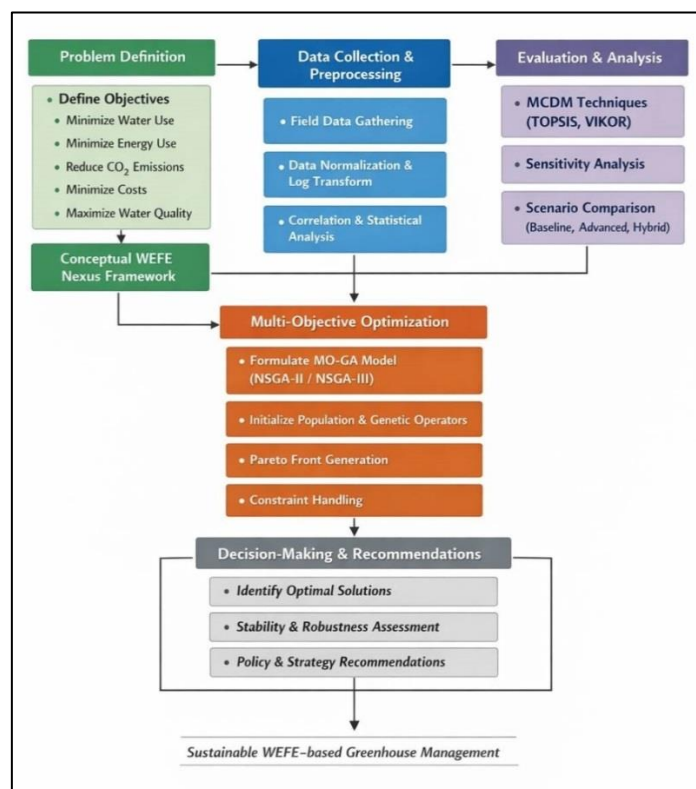 Problem Definition
• Define Objectives
• Minimize Water Use
• Minimize Energy Use
• Reduce CO₂ Emissions
• Minimize Costs
• Maximize Water Quality
Conceptual WEFE
Nexus Framework
Data Collection &
Preprocessing
• Field Data Gathering
• Data Normalization &
Log Transform
• Correlation & Statistical
Analysis
Evaluation & Analysis
• MCDM Techniques
(TOPSIS, VIKOR)
• Sensitivity Analysis
• Scenario Comparison
(Baseline, Advanced, Hybrid)
Multi-Objective Optimization
• Formulate MO-GA Model
(NSGA-II / NSGA-III)
• Initialize Population & Genetic Operators
• Pareto Front Generation
• Constraint Handling
Decision-Making & Recommendations
• Identify Optimal Solutions
• Stability & Robustness Assessment
• Policy & Strategy Recommendations
Sustainable WEFE–based Greenhouse Management